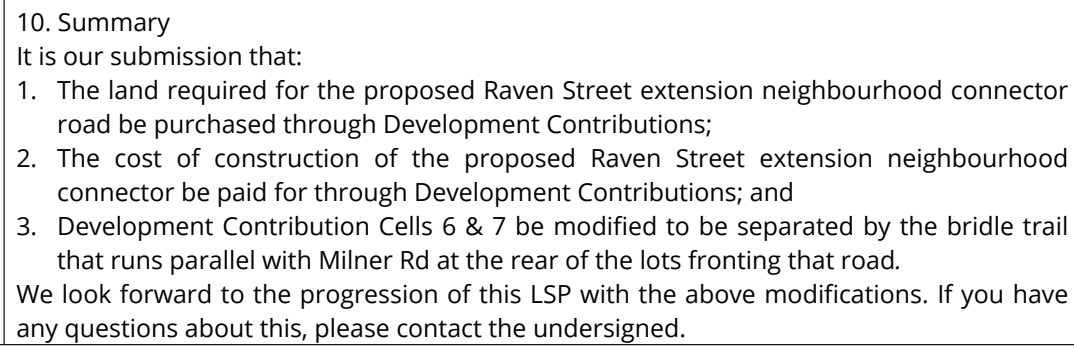 10. Summary
It is our submission that:
1. The land required for the proposed Raven Street extension neighbourhood connector
road be purchased through Development Contributions;
2. The cost of construction of the proposed Raven Street extension neighbourhood
connector be paid for through Development Contributions; and
3. Development Contribution Cells 6 & 7 be modified to be separated by the bridle trail
that runs parallel with Milner Rd at the rear of the lots fronting that road.
We look forward to the progression of this LSP with the above modifications. If you have
any questions about this, please contact the undersigned.